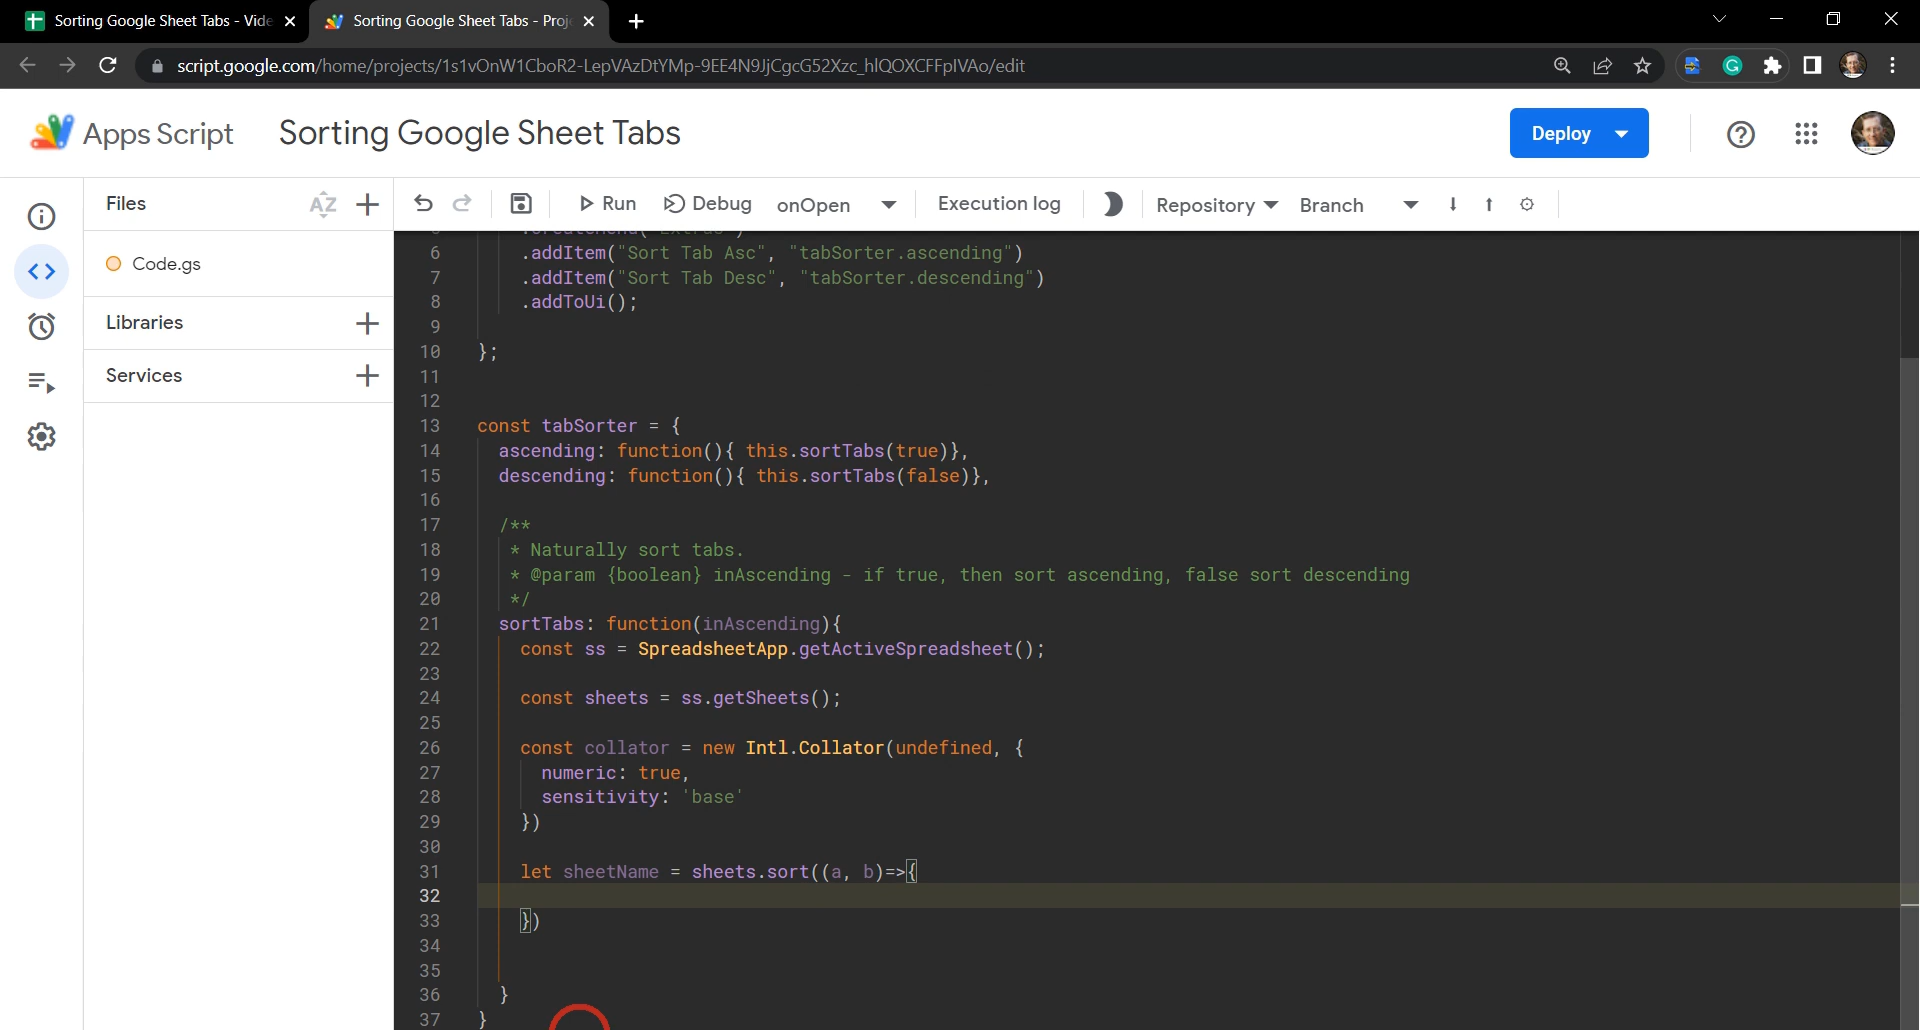 Sorting Google Sheet Tabs - Vide
Sorting Google Sheet Tabs - Proje
script.google.com/home/projects/1s1vOnW1CboR2-LepVAzDtYMp-9EE4N9JjCgcG52Xzc_hlQOXCFFpIVAo/edit
Apps Script
Sorting Google Sheet Tabs
Deploy
Files
AZ
Run
Debug
onOpen
Execution log
Repository
Branch
Code.gs
Libraries
Services
6 .addItem("Sort Tab Asc", "tabSorter.ascending")
7 .addItem("Sort Tab Desc", "tabSorter.descending")
8 .addToUi();
9
10 };
11
12
13 const tabSorter = {
14 ascending: function(){ this.sortTabs(true)},
15 descending: function(){ this.sortTabs(false)},
16
17 /**
18 * Naturally sort tabs.
19 * @param {boolean} inAscending - if true, then sort ascending, false sort descending
20 */
21 sortTabs: function(inAscending){
22 const ss = SpreadsheetApp.getActiveSpreadsheet();
23
24 const sheets = ss.getSheets();
25
26 const collator = new Intl.Collator(undefined, {
27 numeric: true,
28 sensitivity: 'base'
29 })
30
31 let sheetName = sheets.sort((a, b)=>{
32
33 })
34
35
36 }
37 }